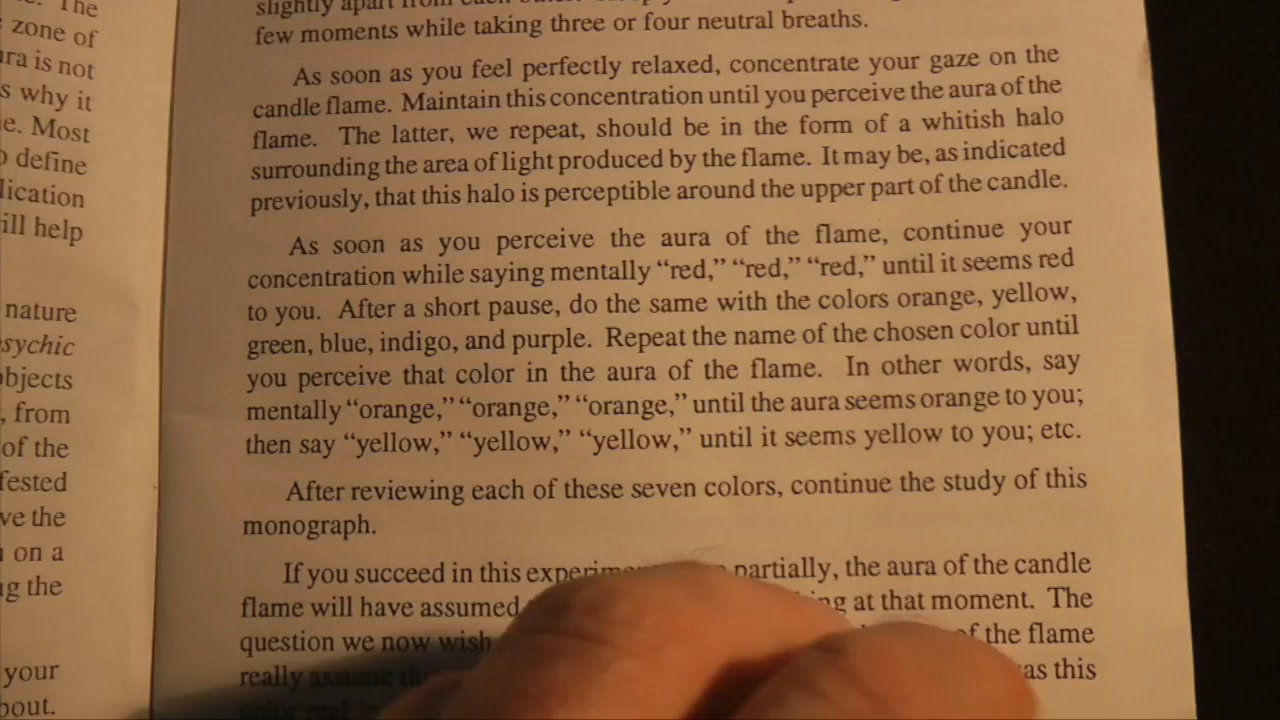 The
zone of
ra is not
s why it
e. Most
define
lication
ill help
nature
sychic
objects
, from
of the
fested
ve the
on a
g the
your
bout.
slightly apart from each
few moments while taking three or four neutral breaths.
As soon as you feel perfectly relaxed, concentrate your gaze on the
candle flame. Maintain this concentration until you perceive the aura of the
flame. The latter, we repeat, should be in the form of a whitish halo
surrounding the area of light produced by the flame. It may be, as indicated
previously, that this halo is perceptible around the upper part of the candle.
As soon as you perceive the aura of the flame, continue your
concentration while saying mentally “red,” “red,” “red,” until it seems red
to you. After a short pause, do the same with the colors orange, yellow,
green, blue, indigo, and purple. Repeat the name of the chosen color until
you perceive that color in the aura of the flame. In other words, say
mentally “orange,” “orange,” “orange,” until the aura seems orange to you;
then say “yellow,” “yellow,” “yellow,” until it seems yellow to you; etc.
After reviewing each of these seven colors, continue the study of this
monograph.
If you succeed in this partially, the aura of the candle
flame will have assumed at that moment. The
question we now wish of the flame
really assume as this